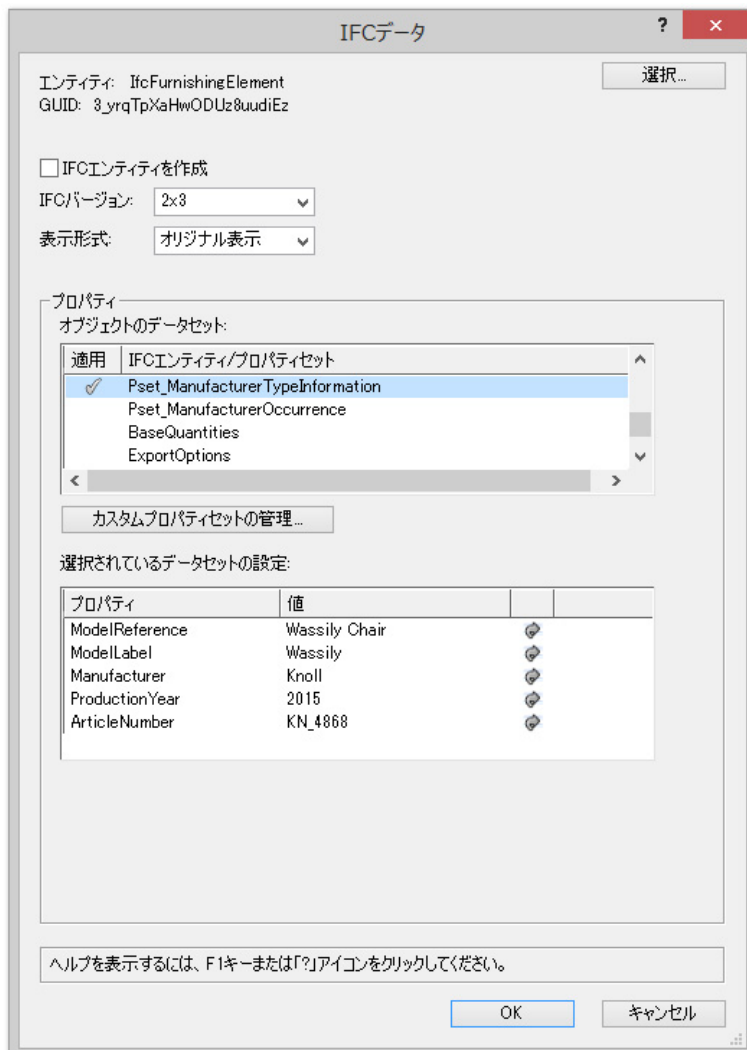 IFCデータ
?
×
エンティティ: IfcFurnishingElement
選択...
GUID: 3_yrqTpXaHwODUz8uudiEz
IFCエンティティを作成
IFCバージョン: 2x3
表示形式: オリジナル表示
プロパティ
オブジェクトのデータセット:
適用 IFCエンティティ/プロパティセット
Pset_ManufacturerTypeInformation
Pset_ManufacturerOccurrence
BaseQuantities
ExportOptions
カスタムプロパティセットの管理...
選択されているデータセットの設定:
プロパティ 値
ModelReference Wassily Chair
ModelLabel Wassily
Manufacturer Knoll
ProductionYear 2015
ArticleNumber KN_4868
ヘルプを表示するには、F1キーまたは「?」アイコンをクリックしてください。
OK キャンセル